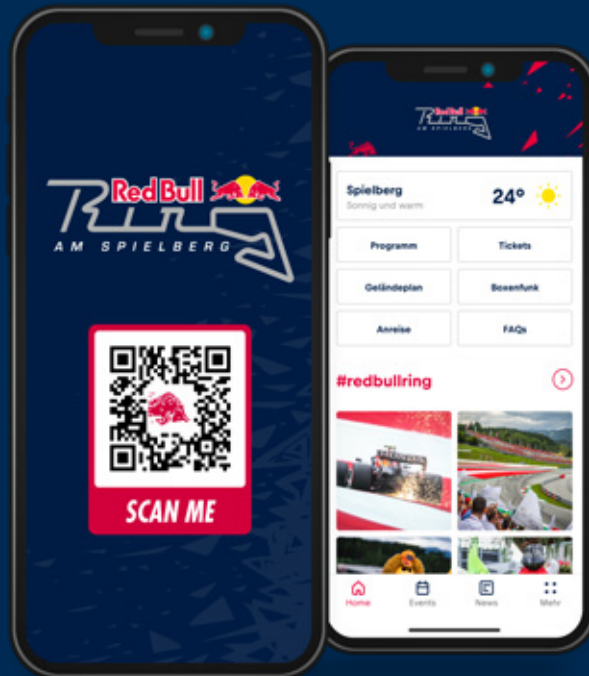 Red Bull
Ring
AM SPIELBERG
SCAN ME
Red Bull
Ring
AM SPIELBERG
Spielberg
Sonnig und warm
24°
Programm
Tickets
Geländeplan
Boxenfunk
Anreise
FAQs
#redbullring
Home
Events
News
Mehr